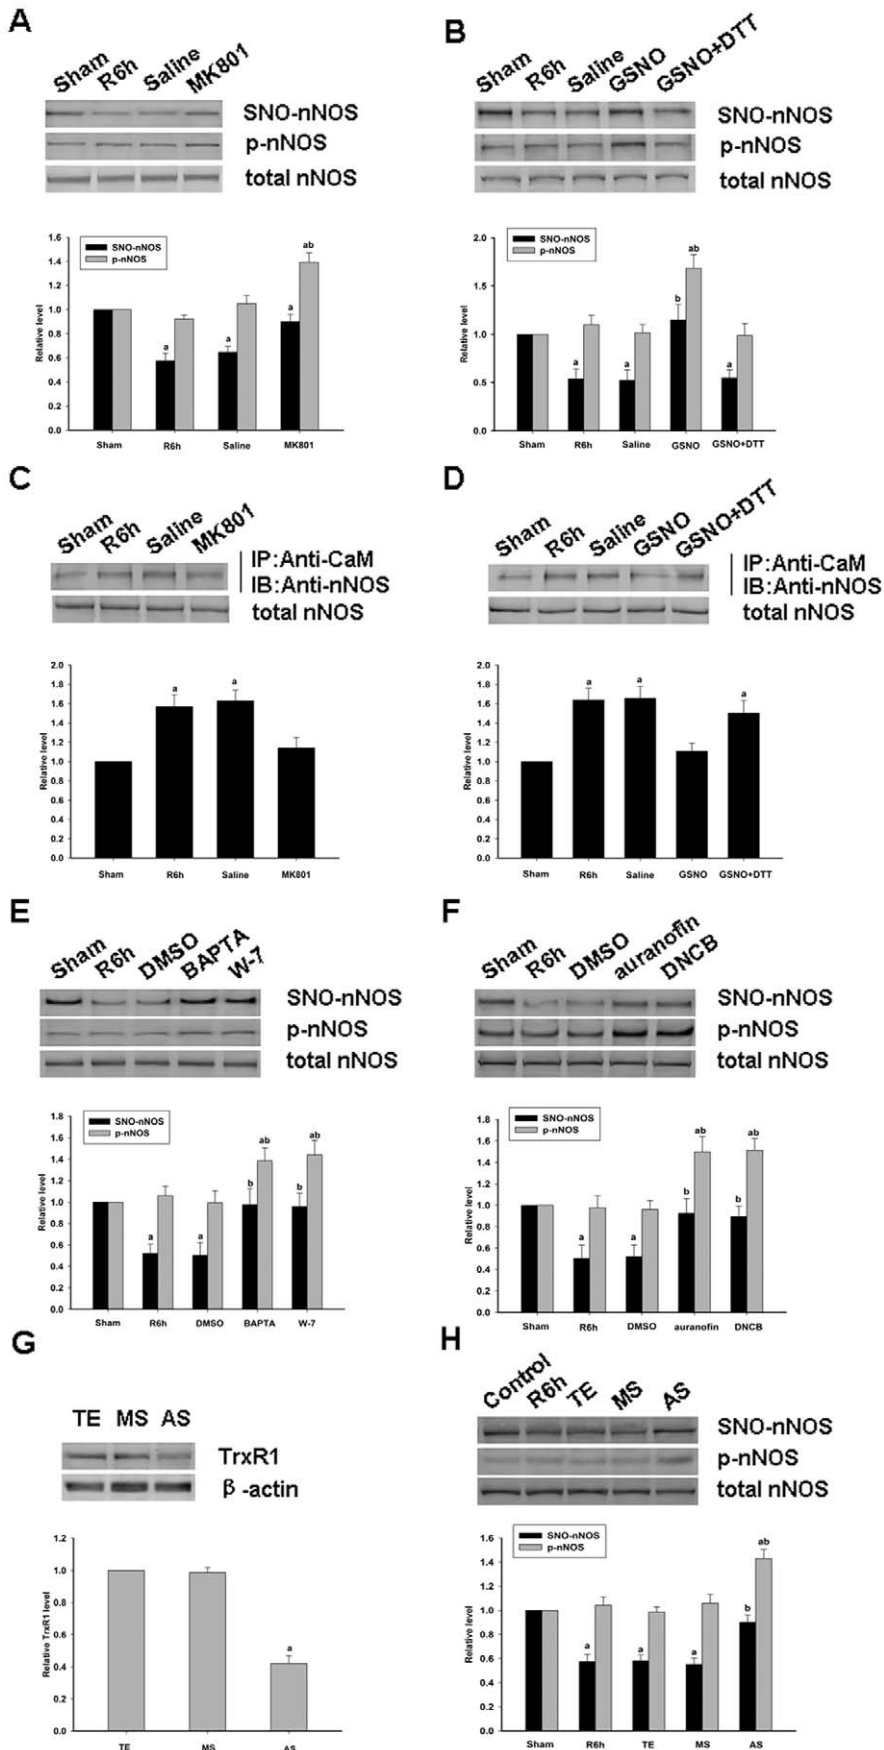 A
Sham R6h Saline MK801
SNO-nNOS
p-nNOS
total nNOS
1.6
1.4
1.2
1.0
0.8
0.6
0.4
0.2
0.0
Relative level
SNO-nNOS
p-nNOS
a a a ab
Sham R6h Saline MK801
B
Sham R6h Saline GSNO GSNO+DTT
SNO-nNOS
p-nNOS
total nNOS
2.0
1.5
1.0
0.5
0.0
Relative level
SNO-nNOS
p-nNOS
a a b ab a
Sham R6h Saline GSNO GSNO+DTT
C
Sham R6h Saline MK801
IP:Anti-CaM
IB:Anti-nNOS
total nNOS
2.0
1.8
1.6
1.4
1.2
1.0
0.8
0.6
0.4
0.2
0.0
Relative level
a a
Sham R6h Saline MK801
D
Sham R6h Saline GSNO GSNO+DTT
IP:Anti-CaM
IB:Anti-nNOS
total nNOS
2.0
1.8
1.6
1.4
1.2
1.0
0.8
0.6
0.4
0.2
0.0
Relative level
a a a
Sham R6h Saline GSNO GSNO+DTT
E
Sham R6h DMSO BAPTA W-7
SNO-nNOS
p-nNOS
total nNOS
1.8
1.6
1.4
1.2
1.0
0.8
0.6
0.4
0.2
0.0
Relative level
SNO-nNOS
p-nNOS
a a b ab b ab
Sham R6h DMSO BAPTA W-7
F
Sham R6h DMSO auranofin DNCB
SNO-nNOS
p-nNOS
total nNOS
1.8
1.6
1.4
1.2
1.0
0.8
0.6
0.4
0.2
0.0
Relative level
SNO-nNOS
p-nNOS
a a b ab b ab
Sham R6h DMSO auranofin DNCB
G
TE MS AS
TrxR1
β-actin
1.2
1.0
0.8
0.6
0.4
0.2
0.0
Relative TrxR1 level
a
TE MS AS
H
Control R6h TE MS AS
SNO-nNOS
p-nNOS
total nNOS
1.6
1.4
1.2
1.0
0.8
0.6
0.4
0.2
0.0
Relative level
SNO-nNOS
p-nNOS
a a a b ab
Sham R6h TE MS AS